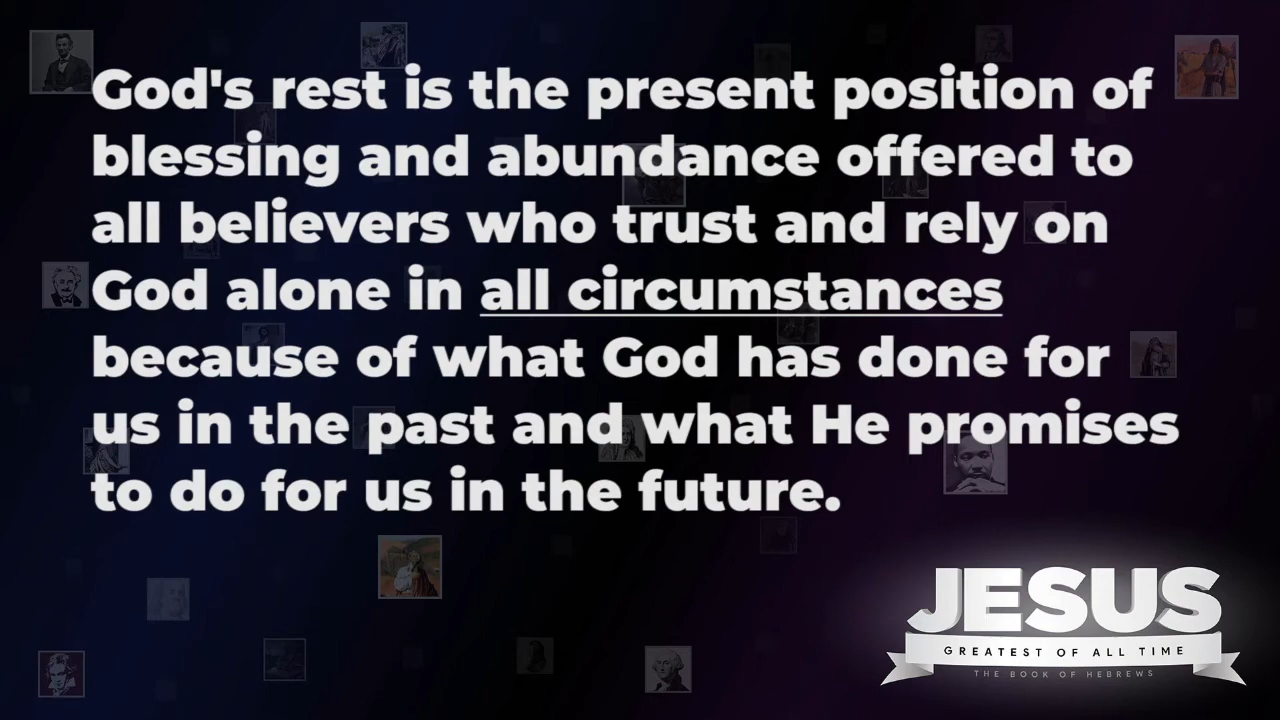 God's rest is the present position of
blessing and abundance offered to
all believers who trust and rely on
God alone in all circumstances
because of what God has done for
us in the past and what He promises
to do for us in the future.
JESUS
GREATEST OF ALL TIME
THE BOOK OF HEBREWS